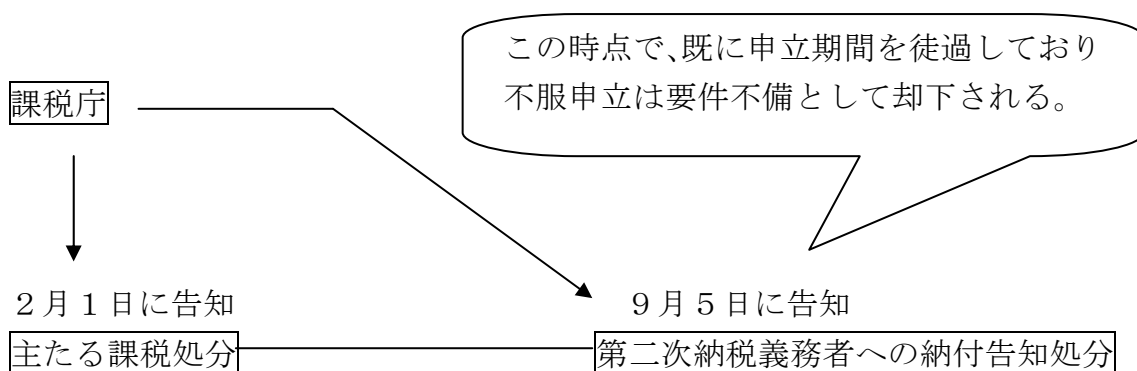 この時点で､既に申立期間を徒過しており
不服申立は要件不備として却下される。
課税庁
２月１日に告知
９月５日に告知
主たる課税処分
第二次納税義務者への納付告知処分